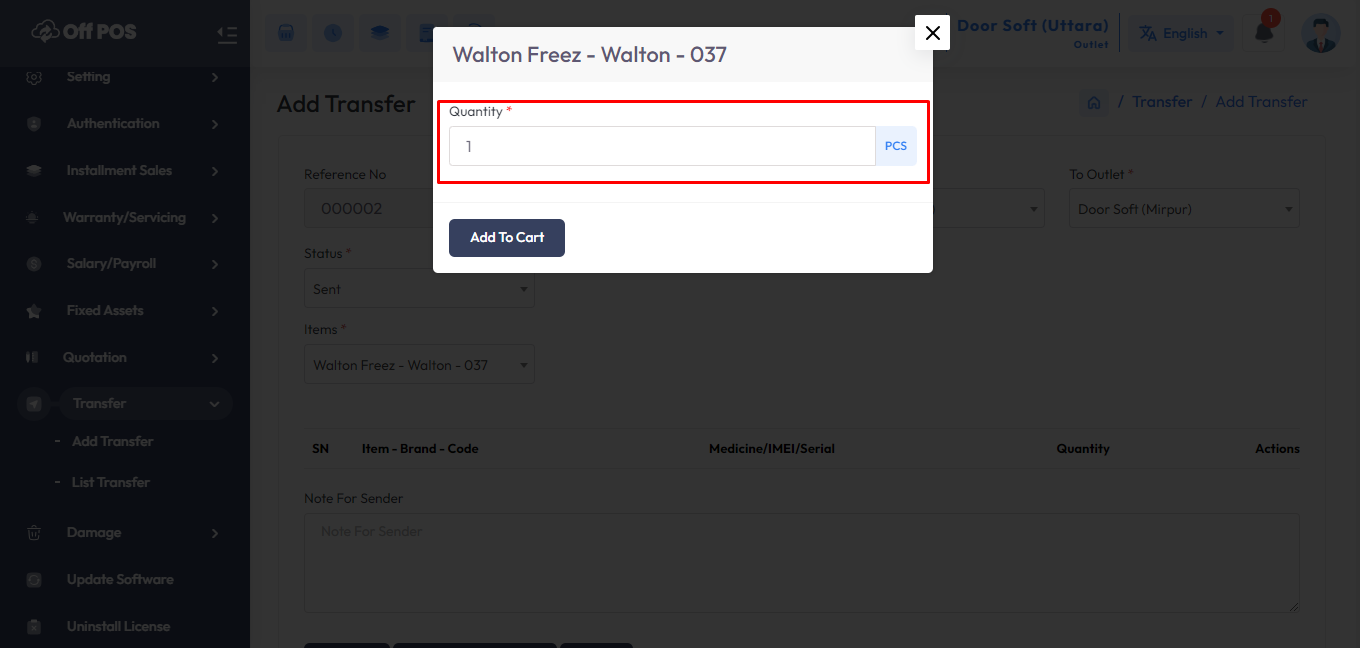 Off POS
Door Soft (Uttara)
Outlet
English
1
Setting
Authentication
Installment Sales
Warranty/Servicing
Salary/Payroll
Fixed Assets
Quotation
Transfer
- Add Transfer
- List Transfer
Damage
Update Software
Uninstall License
Walton Freez - Walton - 037
Quantity *
1
PCS
Add To Cart
Add Transfer
/ Transfer / Add Transfer
Reference No
000002
To Outlet *
Door Soft (Mirpur)
Status *
Sent
Items *
Walton Freez - Walton - 037
SN Item - Brand - Code Medicine/IMEI/Serial Quantity Actions
Note For Sender
Note For Sender